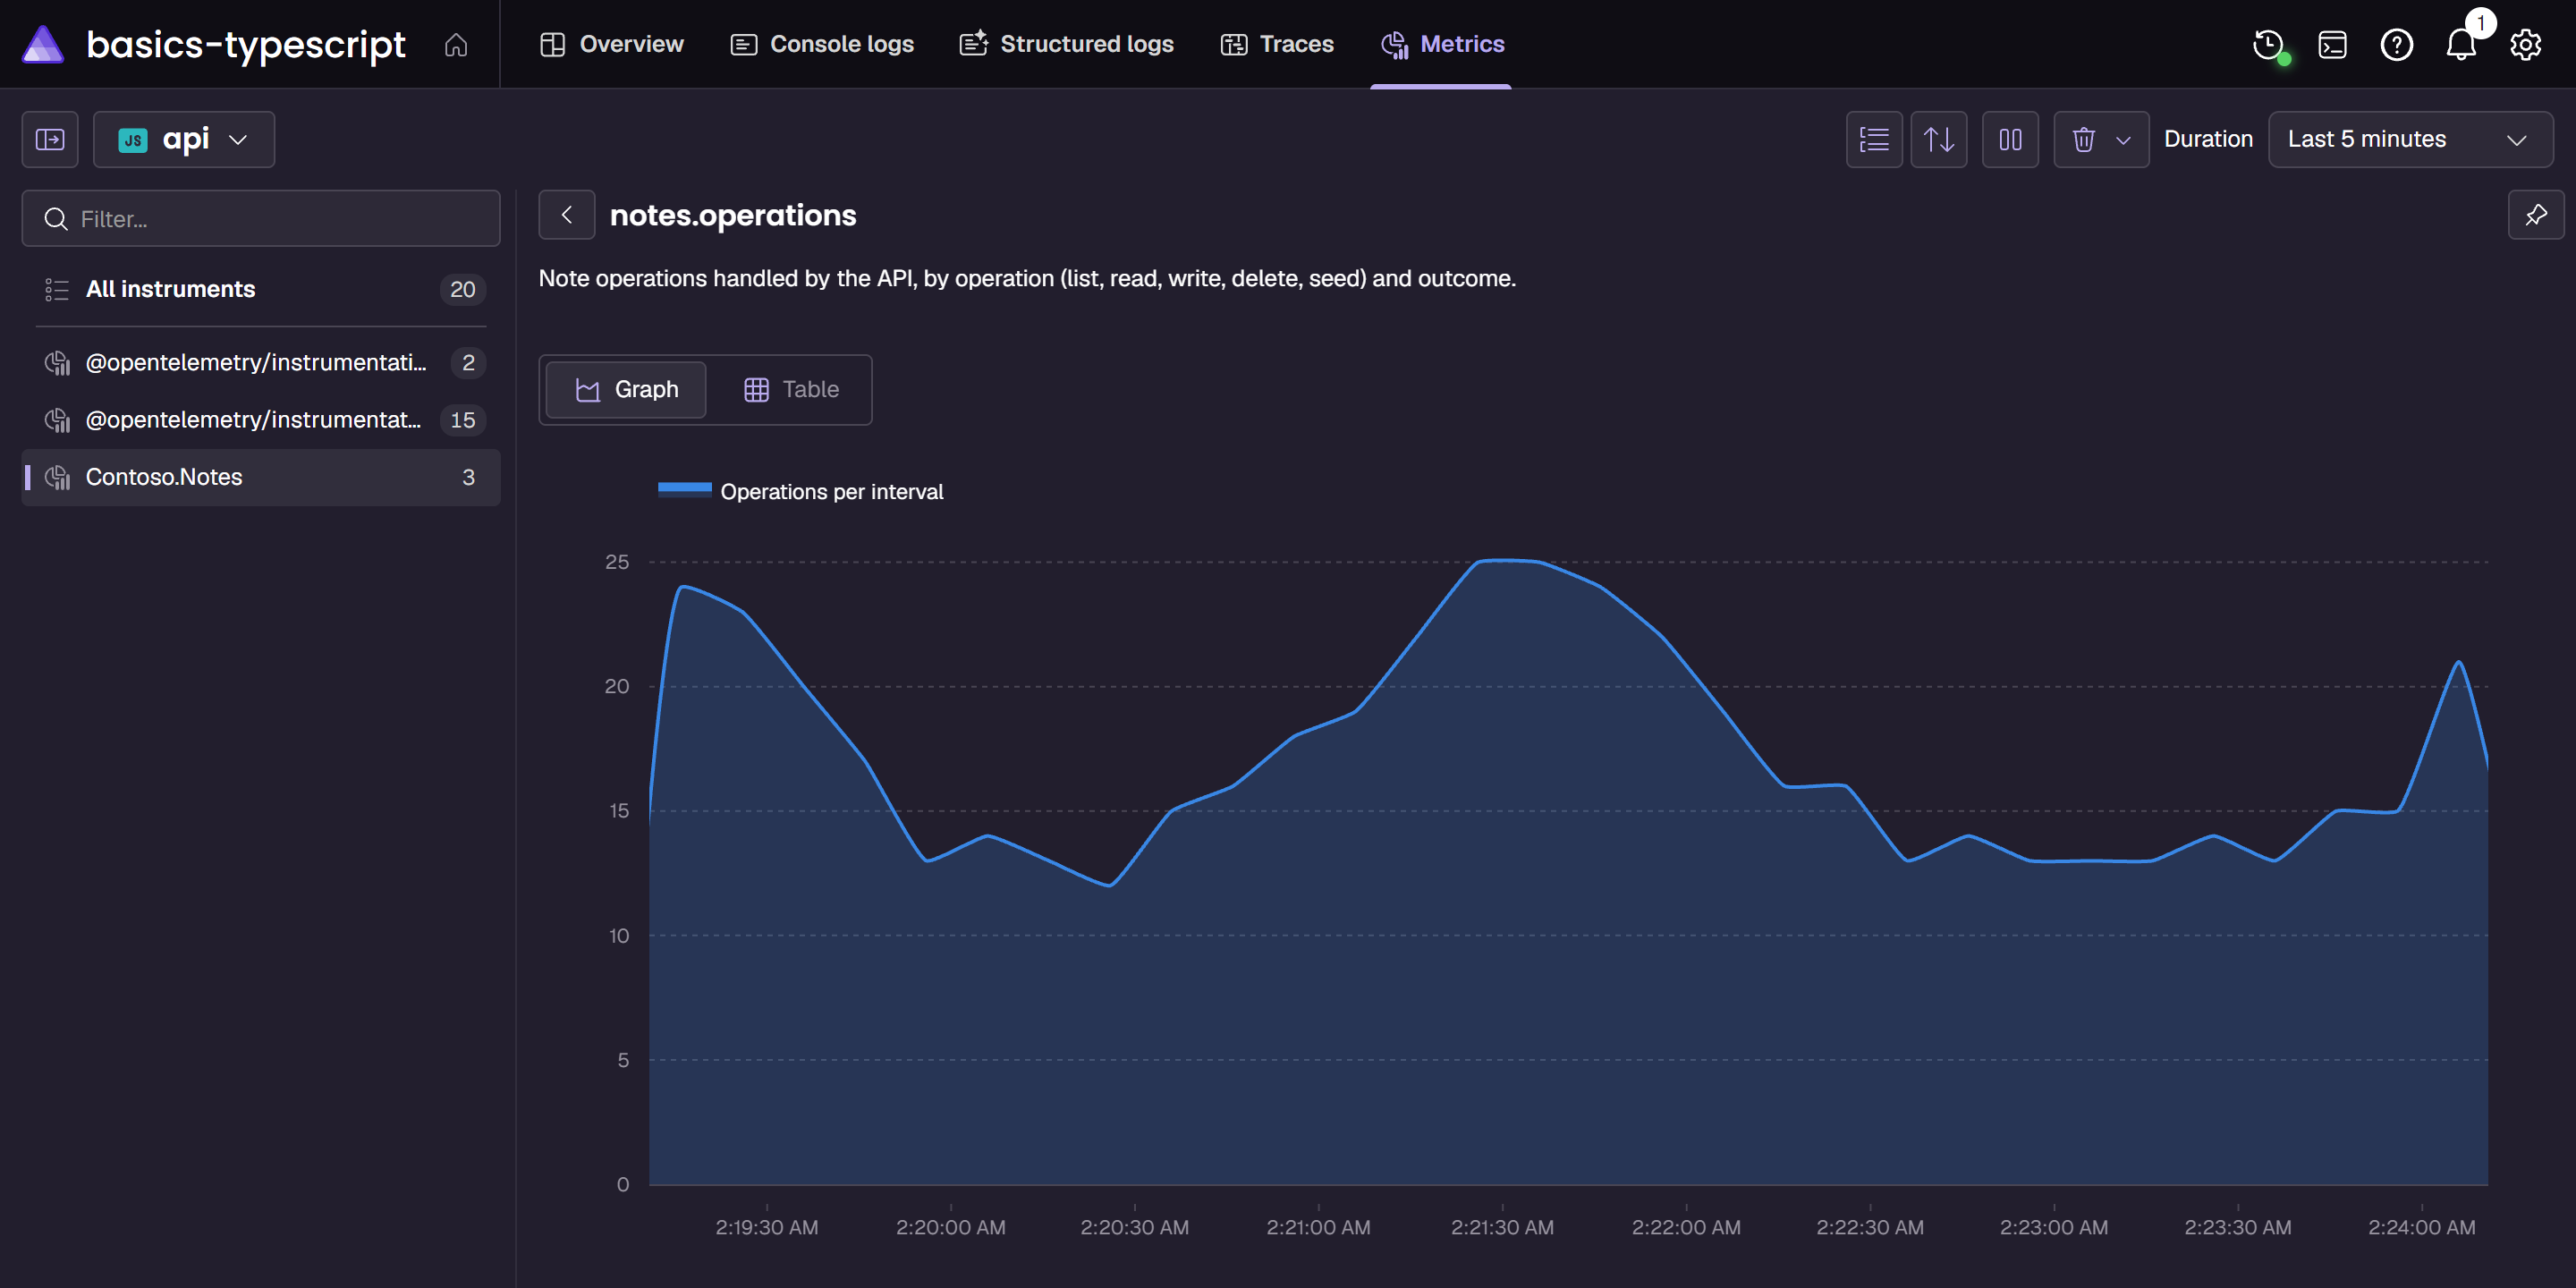 basics-typescript
Overview
Console logs
Structured logs
Traces
Metrics
1
JS
api
Duration
Last 5 minutes
Filter...
All instruments
20
@opentelemetry/instrumentati...
2
@opentelemetry/instrumentat...
15
Contoso.Notes
3
notes.operations
Note operations handled by the API, by operation (list, read, write, delete, seed) and outcome.
Graph
Table
Operations per interval
25
20
15
10
5
0
2:19:30 AM
2:20:00 AM
2:20:30 AM
2:21:00 AM
2:21:30 AM
2:22:00 AM
2:22:30 AM
2:23:00 AM
2:23:30 AM
2:24:00 AM